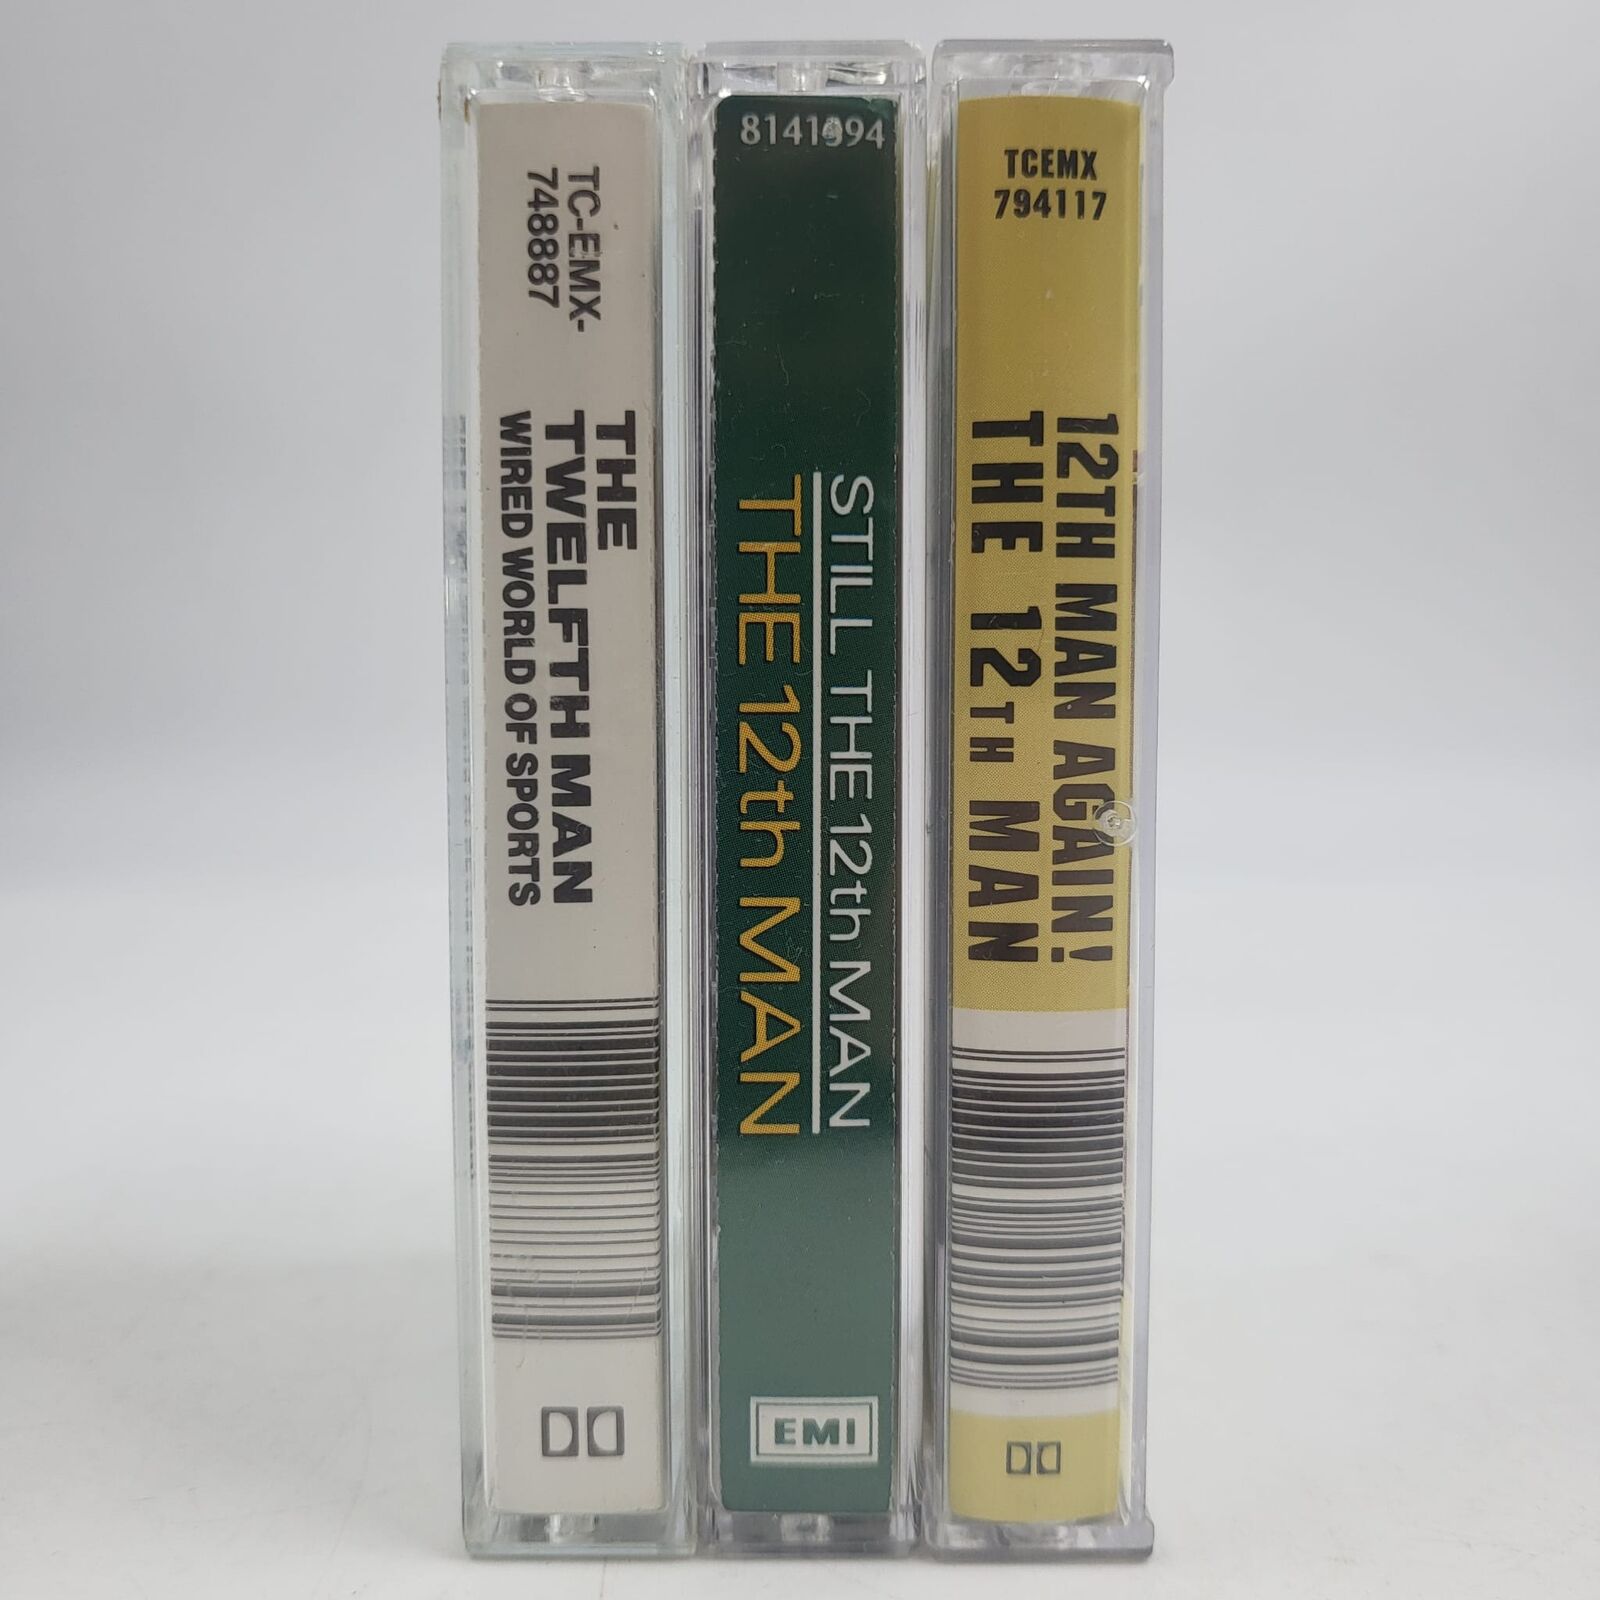 TC-EMX-
748887
THE
TWELFTH MAN
WIRED WORLD OF SPORTS
8141994
STILL THE 12th MAN
THE 12th MAN
EMI
TCEMX
794117
12TH MAN AGAIN!
THE 12TH MAN